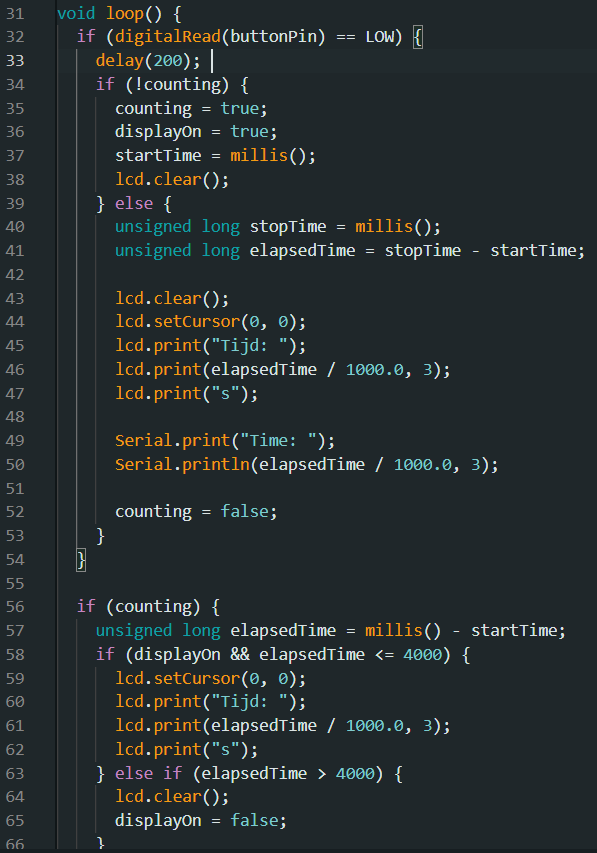 31 void loop() {
32 if (digitalRead(buttonPin) == LOW) {
33 delay(200);
34 if (!counting) {
35 counting = true;
36 displayOn = true;
37 startTime = millis();
38 lcd.clear();
39 } else {
40 unsigned long stopTime = millis();
41 unsigned long elapsedTime = stopTime - startTime;
42
43 lcd.clear();
44 lcd.setCursor(0, 0);
45 lcd.print("Tijd: ");
46 lcd.print(elapsedTime / 1000.0, 3);
47 lcd.print("s");
48
49 Serial.print("Time: ");
50 Serial.println(elapsedTime / 1000.0, 3);
51
52 counting = false;
53 }
54 }
55
56 if (counting) {
57 unsigned long elapsedTime = millis() - startTime;
58 if (displayOn && elapsedTime <= 4000) {
59 lcd.setCursor(0, 0);
60 lcd.print("Tijd: ");
61 lcd.print(elapsedTime / 1000.0, 3);
62 lcd.print("s");
63 } else if (elapsedTime > 4000) {
64 lcd.clear();
65 displayOn = false;
66 }